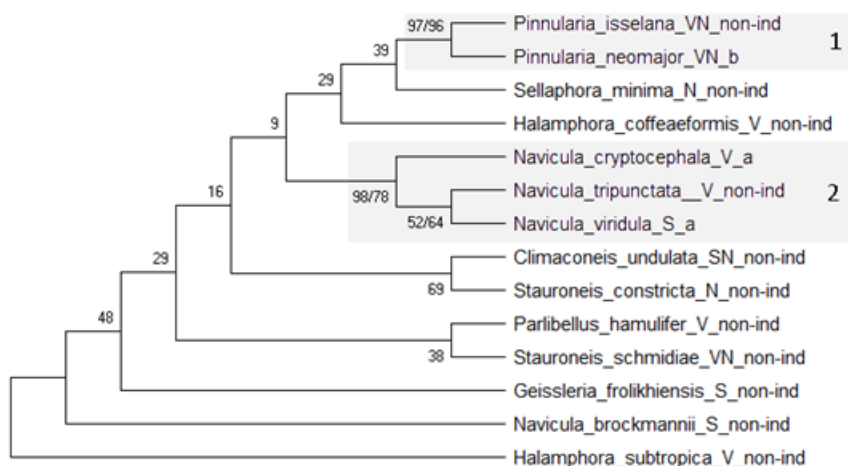 97/96
Pinnularia_isselana_VN_non-ind
1
Pinnularia_neomajor_VN_b
39
Sellaphora_minima_N_non-ind
29
Halamphora_coffeaeformis_V_non-ind
9
Navicula_cryptocephala_V_a
98/78
Navicula_tripunctata__V_non-ind
2
52/64
Navicula_viridula_S_a
16
Climaconeis_undulata_SN_non-ind
69
Stauroneis_constricta_N_non-ind
29
Parlibellus_hamulifer_V_non-ind
38
Stauroneis_schmidiae_VN_non-ind
48
Geissleria_frolikhiensis_S_non-ind
Navicula_brockmannii_S_non-ind
Halamphora_subtropica_V_non-ind